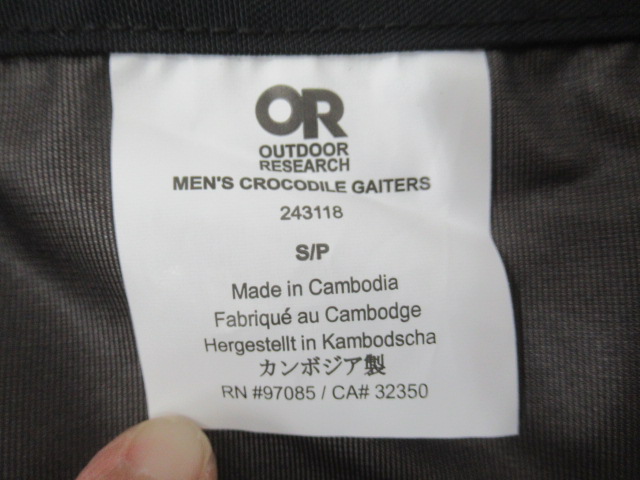 OR
OUTDOOR
RESEARCH
MEN'S CROCODILE GAITERS
243118
S/P
Made in Cambodia
Fabriqué au Cambodge
Hergestellt in Kambodscha
カンボジア製
RN #97085 / CA# 32350